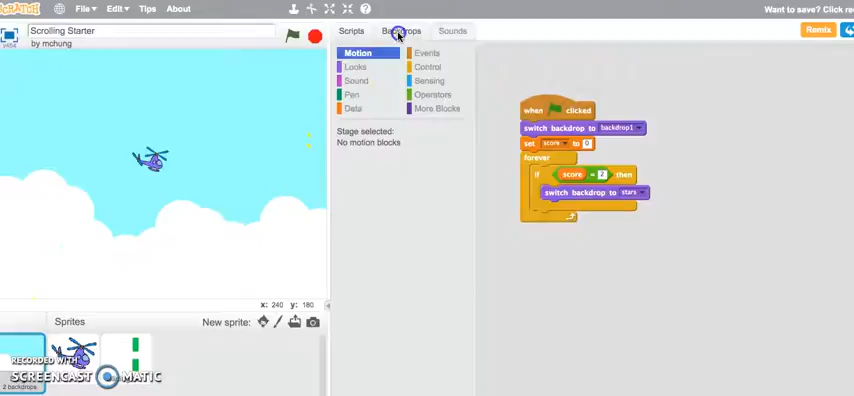 SCRATCH File Edit Tips About Want to save? Click rec
Scrolling Starter
by mchung
v454
Scripts Backdrops Sounds
Remix
Motion Events
Looks Control
Sound Sensing
Pen Operators
Data More Blocks
Stage selected:
No motion blocks
when clicked
switch backdrop to backdrop1
set score to 0
forever
if score = 2 then
switch backdrop to stars
x: 240 y: 180
Sprites New sprite:
RECORDED WITH
SCREENCAST MATIC
2 backdrops